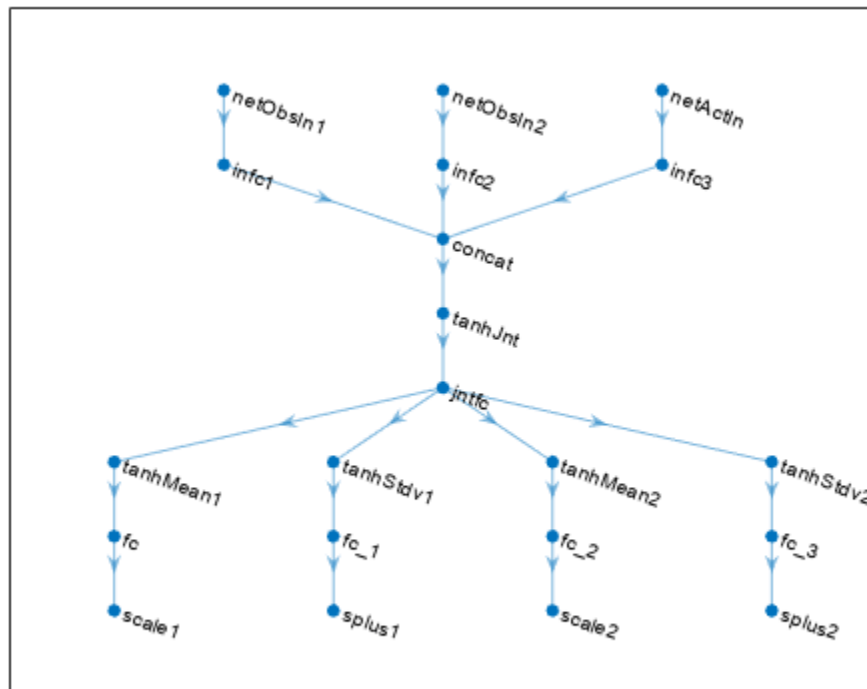 netObsIn1
netObsIn2
netActIn
infc1
infc2
infc3
concat
tanhJnt
jntfc
tanhMean1
tanhStdv1
tanhMean2
tanhStdv2
fc
fc_1
fc_2
fc_3
scale1
splus1
scale2
splus2